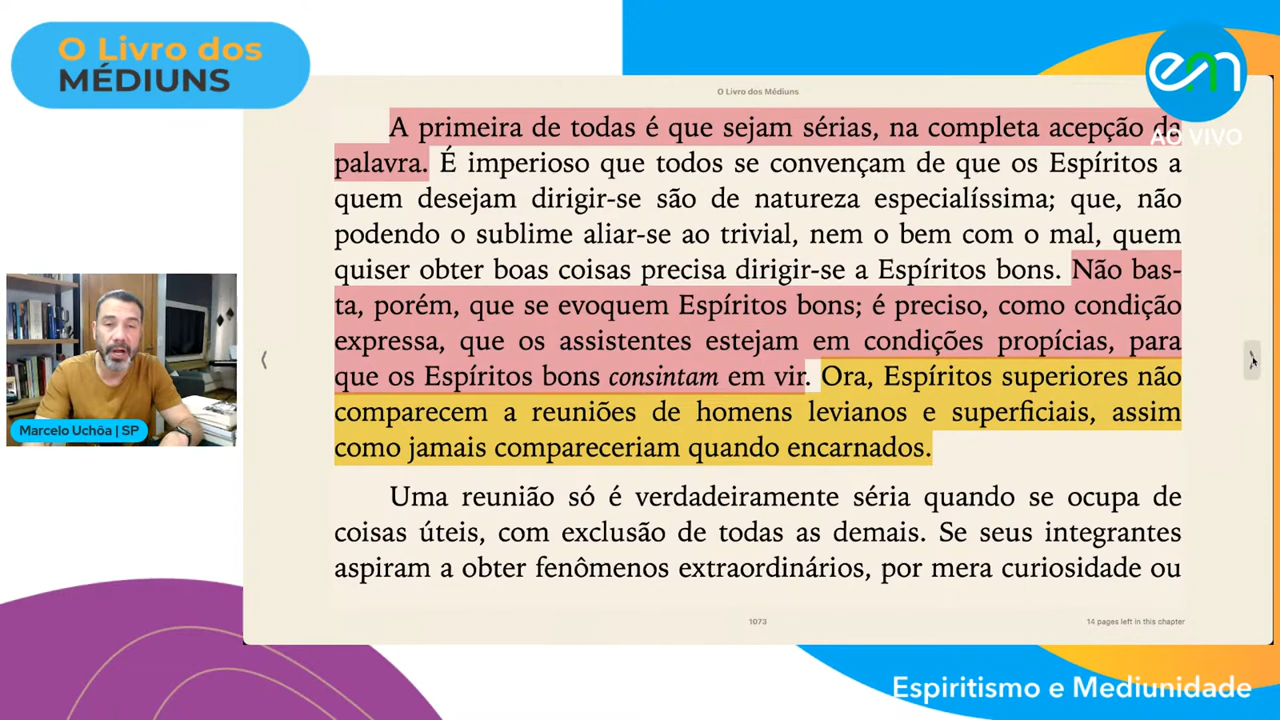 O Livro dos
MÉDIUNS
em
AO VIVO
O Livro dos Médiuns
A primeira de todas é que sejam sérias, na completa acepção da
palavra. É imperioso que todos se convençam de que os Espíritos a
quem desejam dirigir-se são de natureza especialíssima; que, não
podendo o sublime aliar-se ao trivial, nem o bem com o mal, quem
quiser obter boas coisas precisa dirigir-se a Espíritos bons. Não bas-
ta, porém, que se evoquem Espíritos bons; é preciso, como condição
expressa, que os assistentes estejam em condições propícias, para
que os Espíritos bons consintam em vir. Ora, Espíritos superiores não
comparecem a reuniões de homens levianos e superficiais, assim
como jamais compareceriam quando encarnados.
Uma reunião só é verdadeiramente séria quando se ocupa de
coisas úteis, com exclusão de todas as demais. Se seus integrantes
aspiram a obter fenômenos extraordinários, por mera curiosidade ou
1073
14 pages left in this chapter
Marcelo Uchôa | SP
Espiritismo e Mediunidade